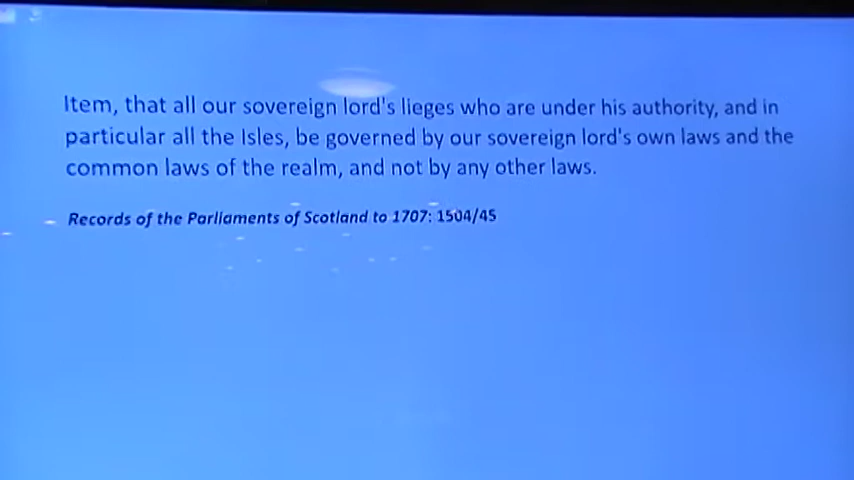 Item, that all our sovereign lord's lieges who are under his authority, and in
particular all the Isles, be governed by our sovereign lord's own laws and the
common laws of the realm, and not by any other laws.
Records of the Parliaments of Scotland to 1707: 1504/45